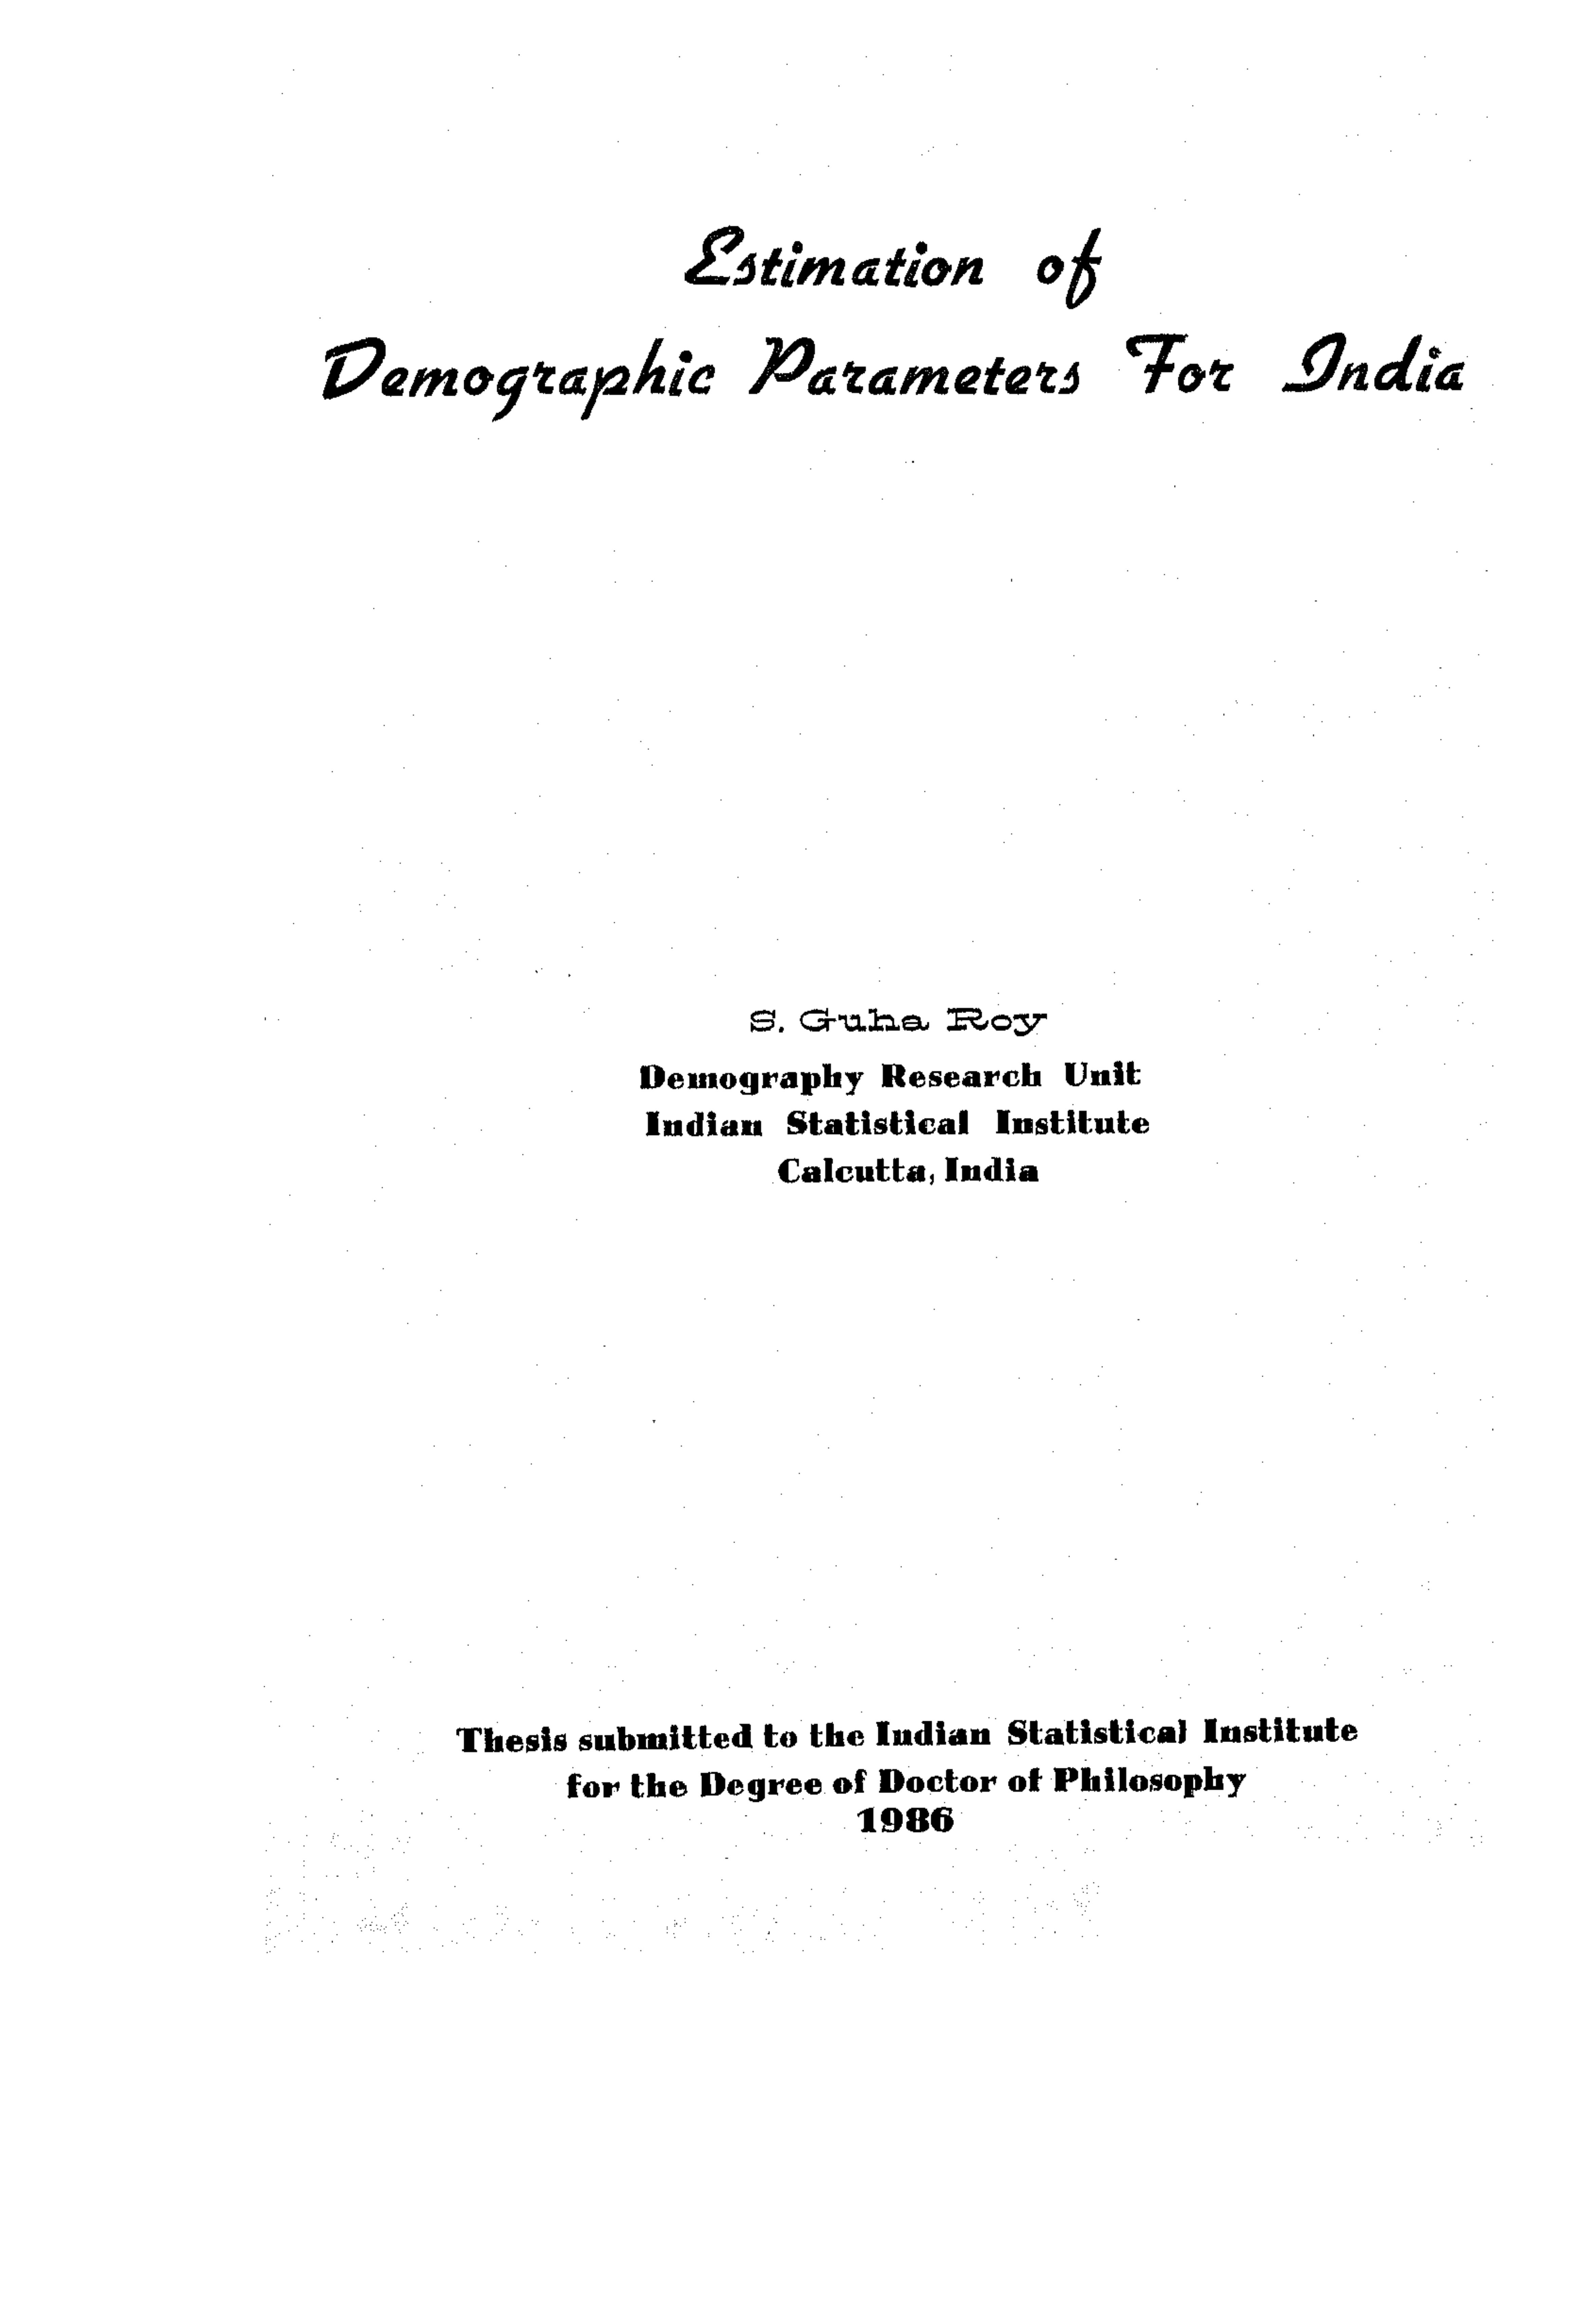 Estimation of
Demographic Parameters For India
S. Guha Roy
Demography Research Unit
Indian Statistical Institute
Calcutta, India
Thesis submitted to the Indian Statistical Institute
for the Degree of Doctor of Philosophy
1986